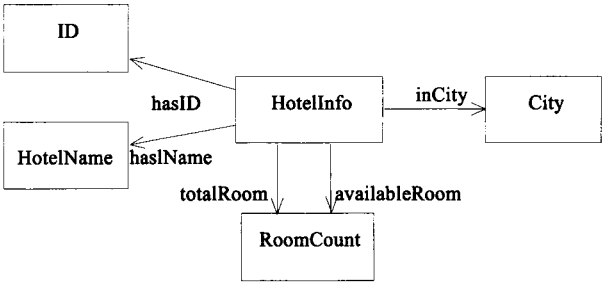 ID
hasID
HotelInfo
inCity
City
HotelName
haslName
totalRoom
availableRoom
RoomCount